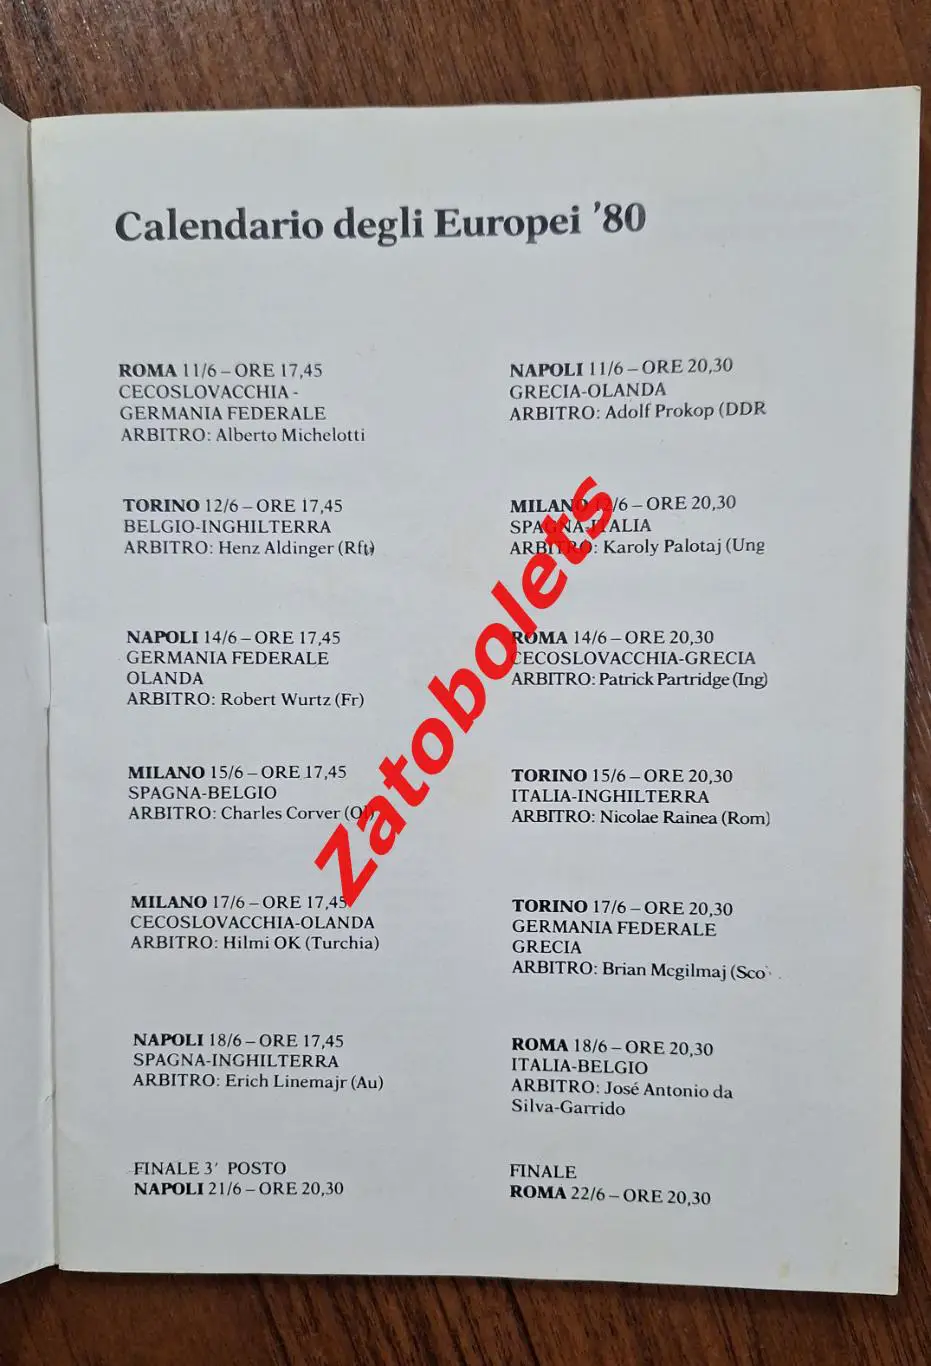 Calendario degli Europei '80
ROMA 11/6 – ORE 17,45
CECOSLOVACCHIA -
GERMANIA FEDERALE
ARBITRO: Alberto Michelotti
NAPOLI 11/6 – ORE 20,30
GRECIA-OLANDA
ARBITRO: Adolf Prokop (DDR
TORINO 12/6 – ORE 17,45
BELGIO-INGHILTERRA
ARBITRO: Henz Aldinger (Rft)
MILANO 12/6 – ORE 20,30
SPAGNA-ITALIA
ARBITRO: Karoly Palotaj (Ung
NAPOLI 14/6 – ORE 17,45
GERMANIA FEDERALE
OLANDA
ARBITRO: Robert Wurtz (Fr)
ROMA 14/6 – ORE 20,30
CECOSLOVACCHIA-GRECIA
ARBITRO: Patrick Partridge (Ing)
MILANO 15/6 – ORE 17,45
SPAGNA-BELGIO
ARBITRO: Charles Corver (Ol)
TORINO 15/6 – ORE 20,30
ITALIA-INGHILTERRA
ARBITRO: Nicolae Rainea (Rom)
MILANO 17/6 – ORE 17,45
CECOSLOVACCHIA-OLANDA
ARBITRO: Hilmi OK (Turchia)
TORINO 17/6 – ORE 20,30
GERMANIA FEDERALE
GRECIA
ARBITRO: Brian Mcgilmaj (Sco
NAPOLI 18/6 – ORE 17,45
SPAGNA-INGHILTERRA
ARBITRO: Erich Linemajr (Au)
ROMA 18/6 – ORE 20,30
ITALIA-BELGIO
ARBITRO: José Antonio da
Silva-Garrido
FINALE 3' POSTO
NAPOLI 21/6 – ORE 20,30
FINALE
ROMA 22/6 – ORE 20,30
Zatobolets